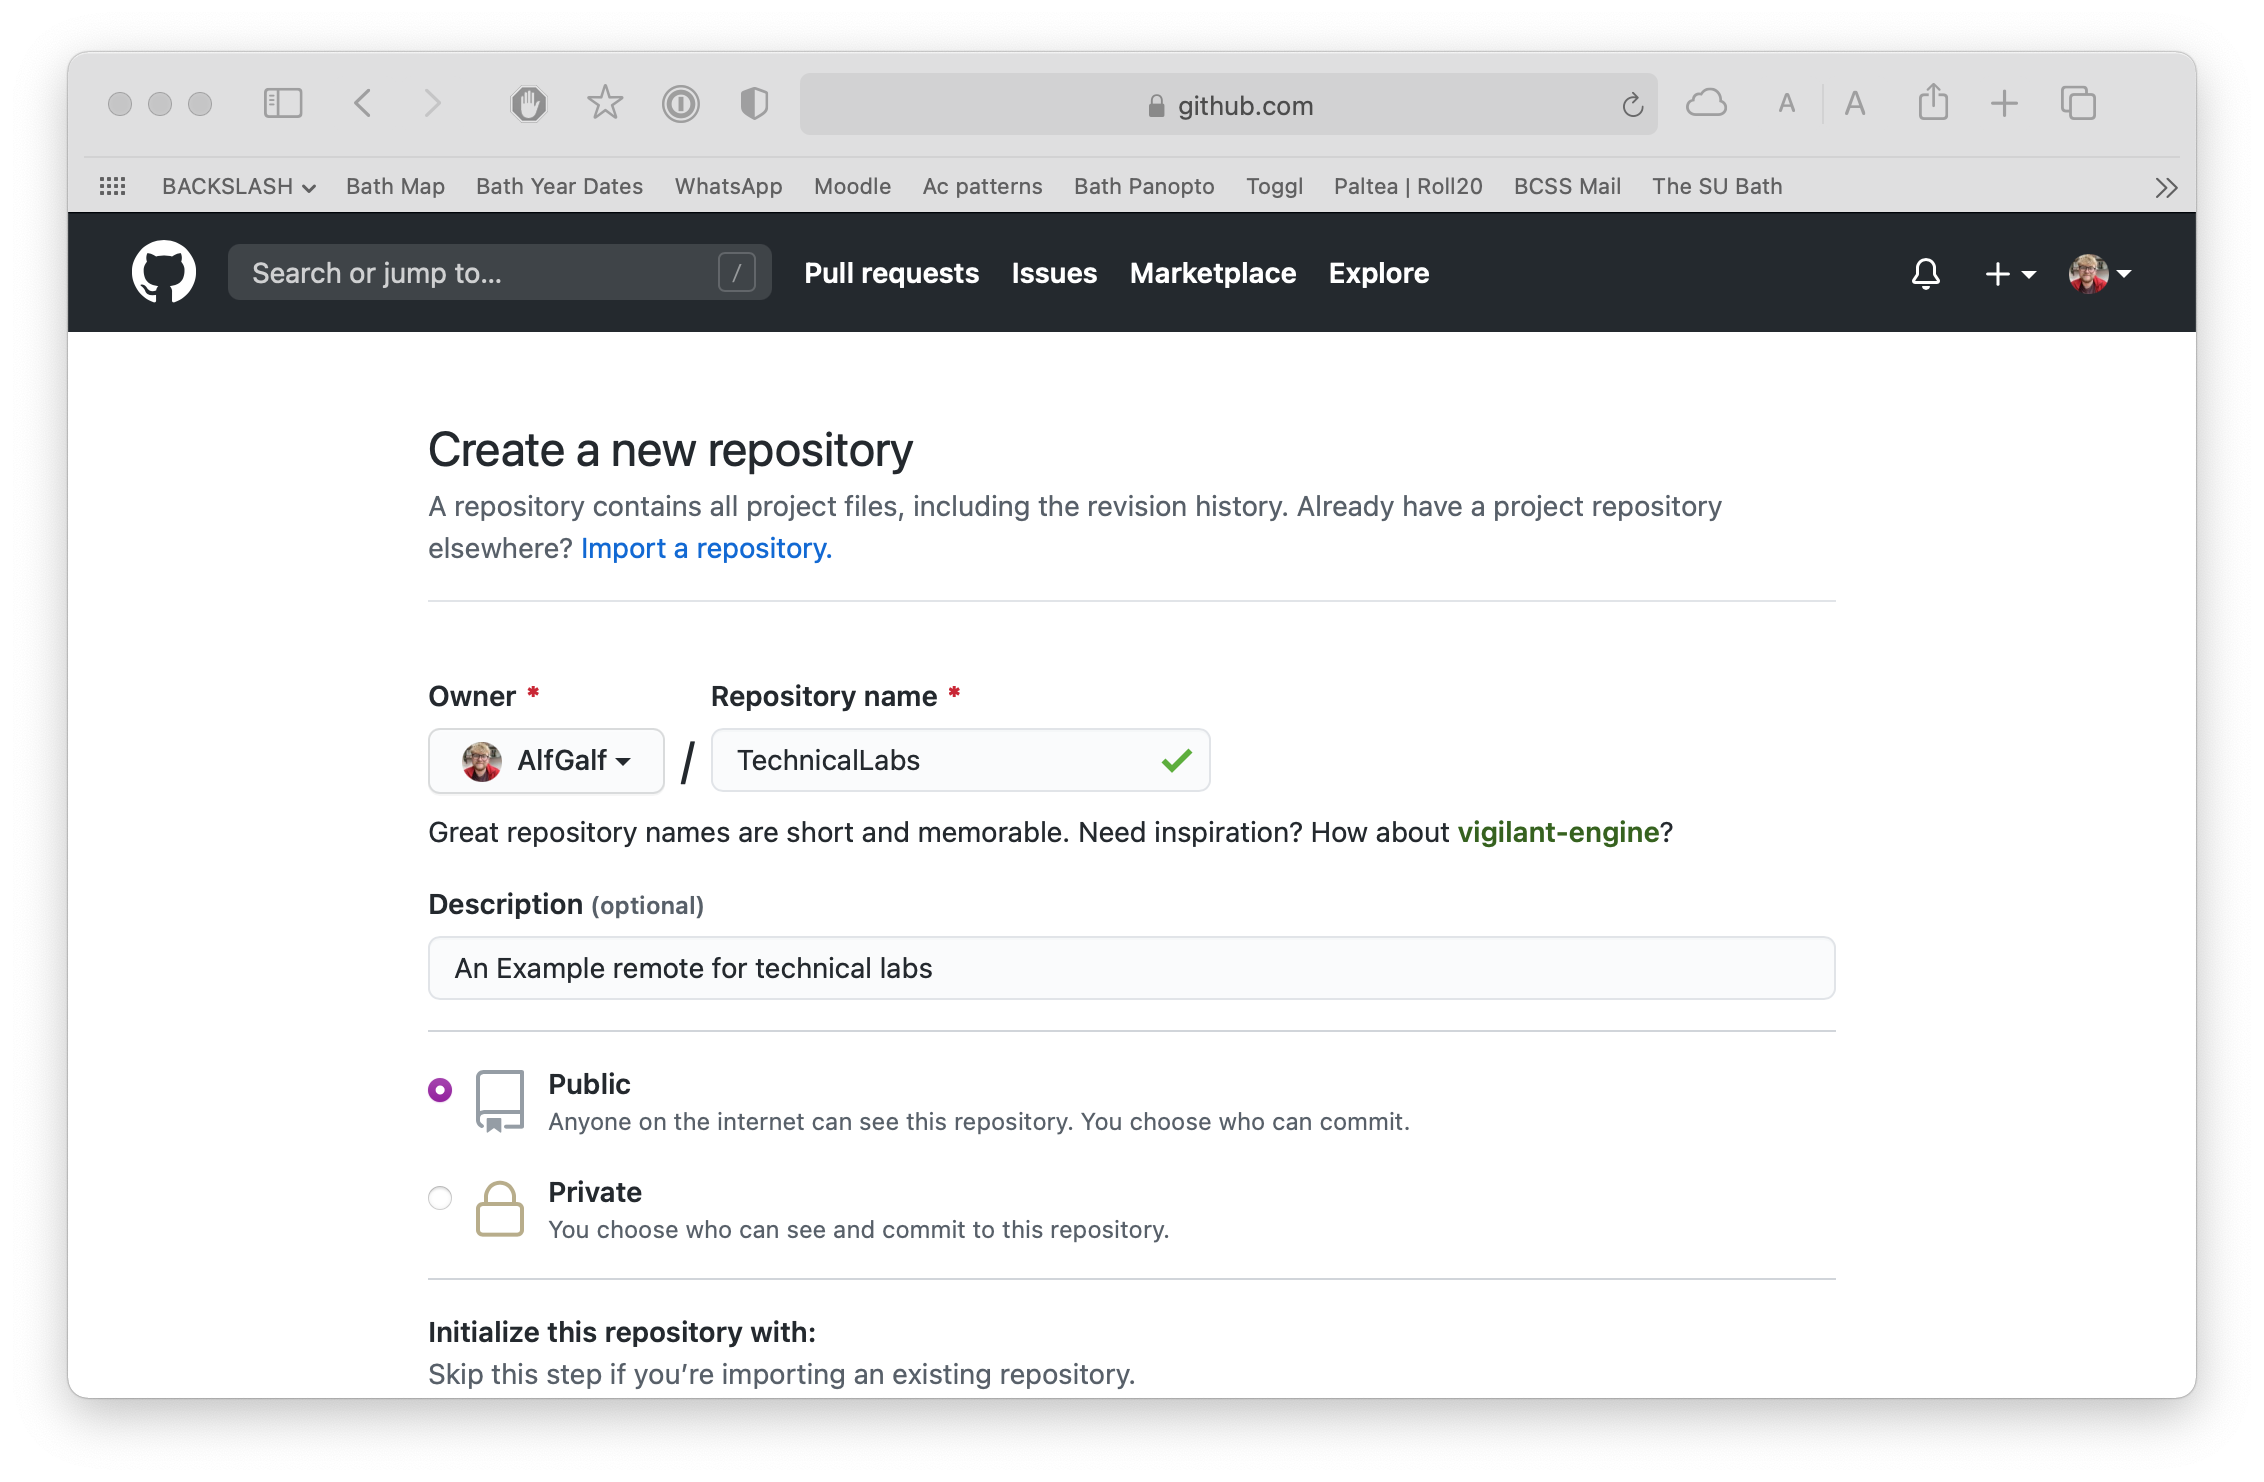 github.com
A A
BACKSLASH Bath Map Bath Year Dates WhatsApp Moodle Ac patterns Bath Panopto Toggl Paltea | Roll20 BCSS Mail The SU Bath
Search or jump to... / Pull requests Issues Marketplace Explore
Create a new repository
A repository contains all project files, including the revision history. Already have a project repository
elsewhere? Import a repository.
Owner * Repository name *
AlfGalf / TechnicalLabs
Great repository names are short and memorable. Need inspiration? How about vigilant-engine?
Description (optional)
An Example remote for technical labs
Public
Anyone on the internet can see this repository. You choose who can commit.
Private
You choose who can see and commit to this repository.
Initialize this repository with:
Skip this step if you’re importing an existing repository.